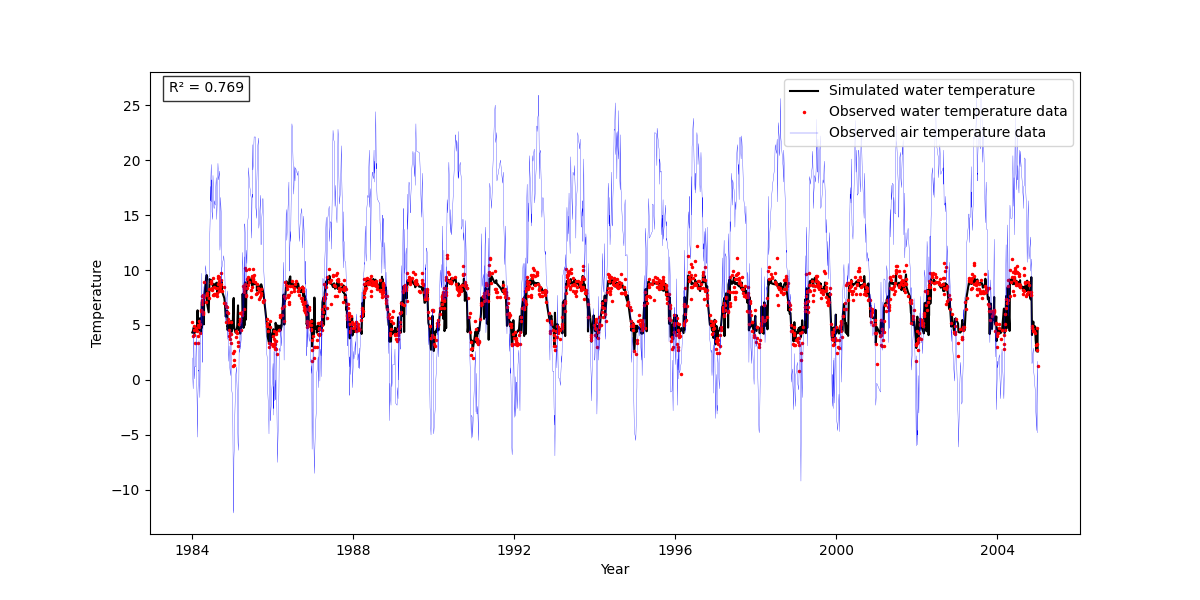 R² = 0.769
Simulated water temperature
Observed water temperature data
Observed air temperature data
25
20
15
10
5
0
−5
−10
Temperature
1984 1988 1992 1996 2000 2004
Year